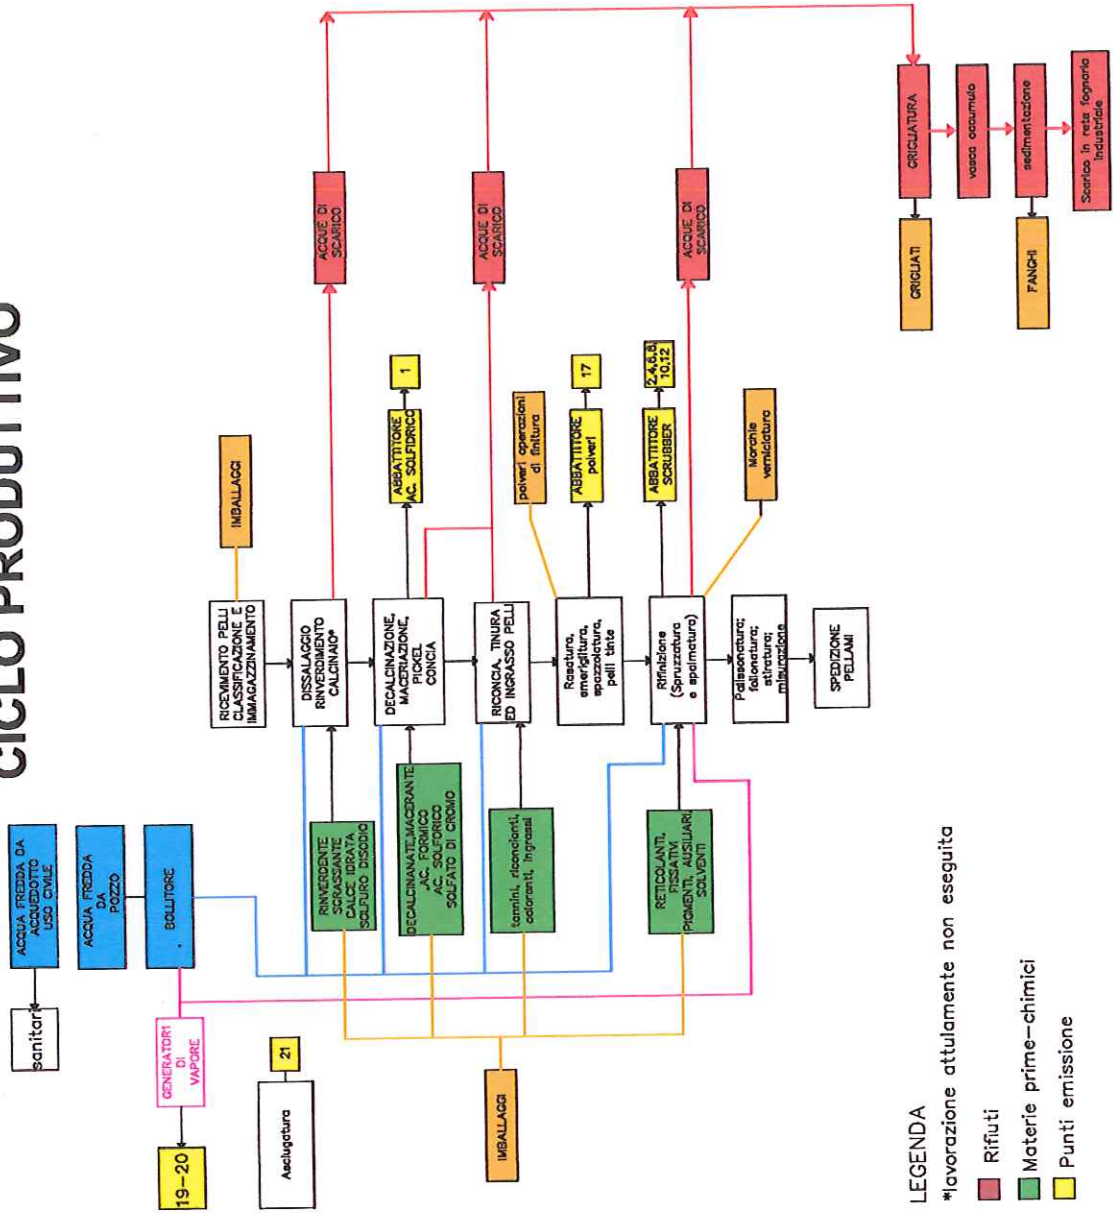 CICLO PRODUTTIVO
ACQUA FREDDA DA
ACQUEDOTTO
USO CIVILE
sanitari
ACQUA FREDDA
DA
POZZO
BOLLITORE
GENERATORI
DI
VAPORE
19-20
Asciugatura
21
IMBALLAGGI
RICEVIMENTO PELLI
CLASSIFICAZIONE E
IMMAGAZZINAMENTO
IMBALLAGGI
RINVERDENTE
SGRASSANTE
CALCE IDRATA
SOLFURO DISODIO
DISSALAGGIO
RINVERDIMENTO
CALCINAIO*
ACQUE DI
SCARICO
DECALCINANATE,MACERANTE
,AC. FORMICO
AC. SOLFORICO
SOLFATO DI CROMO
DECALCINAZIONE,
MACERIAZIONE,
PICKEL
CONCIA
ABBATTITORE
AC. SOLFIDRICO
1
tannini, riconcianti,
coloranti, ingrassi
RICONCIA, TINURA
ED INGRASSO PELLI
ACQUE DI
SCARICO
Rasatura,
smerigliatura,
spazzolatura,
pelli tinte
polveri operazioni
di finitura
ABBATTITORE
polveri
17
RETICOLANTI,
FISSATIVI
PIGMENTI, AUSILIARI,
SOLVENTI
Rifinizione
(Spruzzatura
e spalmatura)
ABBATTITORE
SCRUBBER
2,4,6,8,
10,12
ACQUE DI
SCARICO
Morchie
verniciatura
Palissonatura;
follonatura;
stiratura;
misurazione
SPEDIZIONE
PELLAMI
GRIGLIATURA
GRIGLIATI
vasca accumulo
sedimentazione
FANGHI
Scarico in rete fognaria
industriale
LEGENDA
*lavorazione attulamente non eseguita
Rifiuti
Materie prime-chimici
Punti emissione